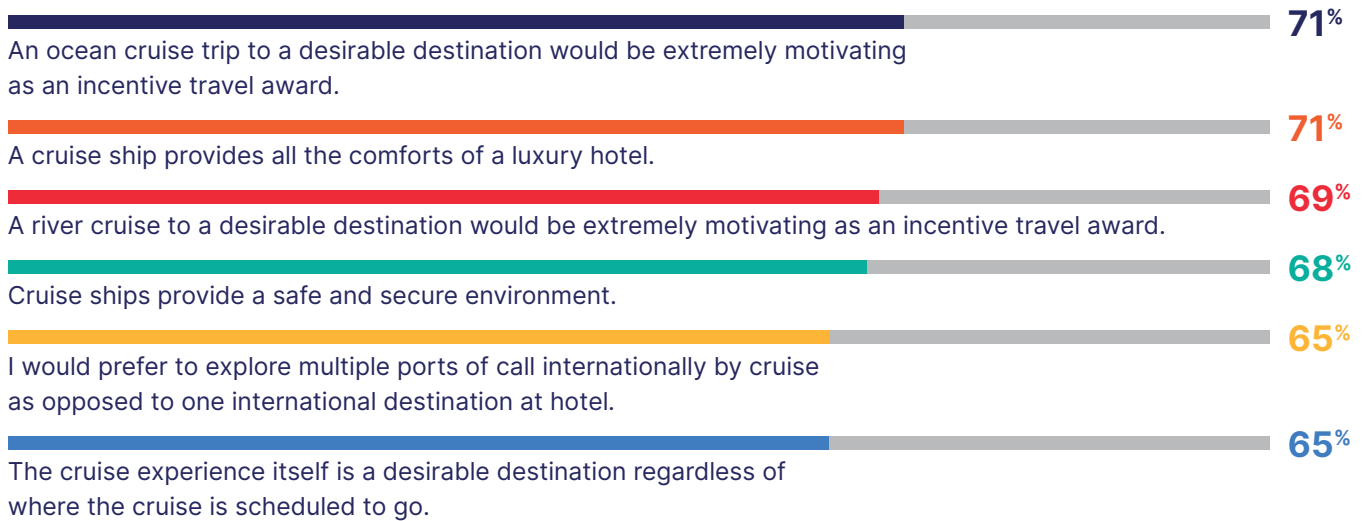 71%
An ocean cruise trip to a desirable destination would be extremely motivating
as an incentive travel award.
71%
A cruise ship provides all the comforts of a luxury hotel.
69%
A river cruise to a desirable destination would be extremely motivating as an incentive travel award.
68%
Cruise ships provide a safe and secure environment.
65%
I would prefer to explore multiple ports of call internationally by cruise
as opposed to one international destination at hotel.
65%
The cruise experience itself is a desirable destination regardless of
where the cruise is scheduled to go.